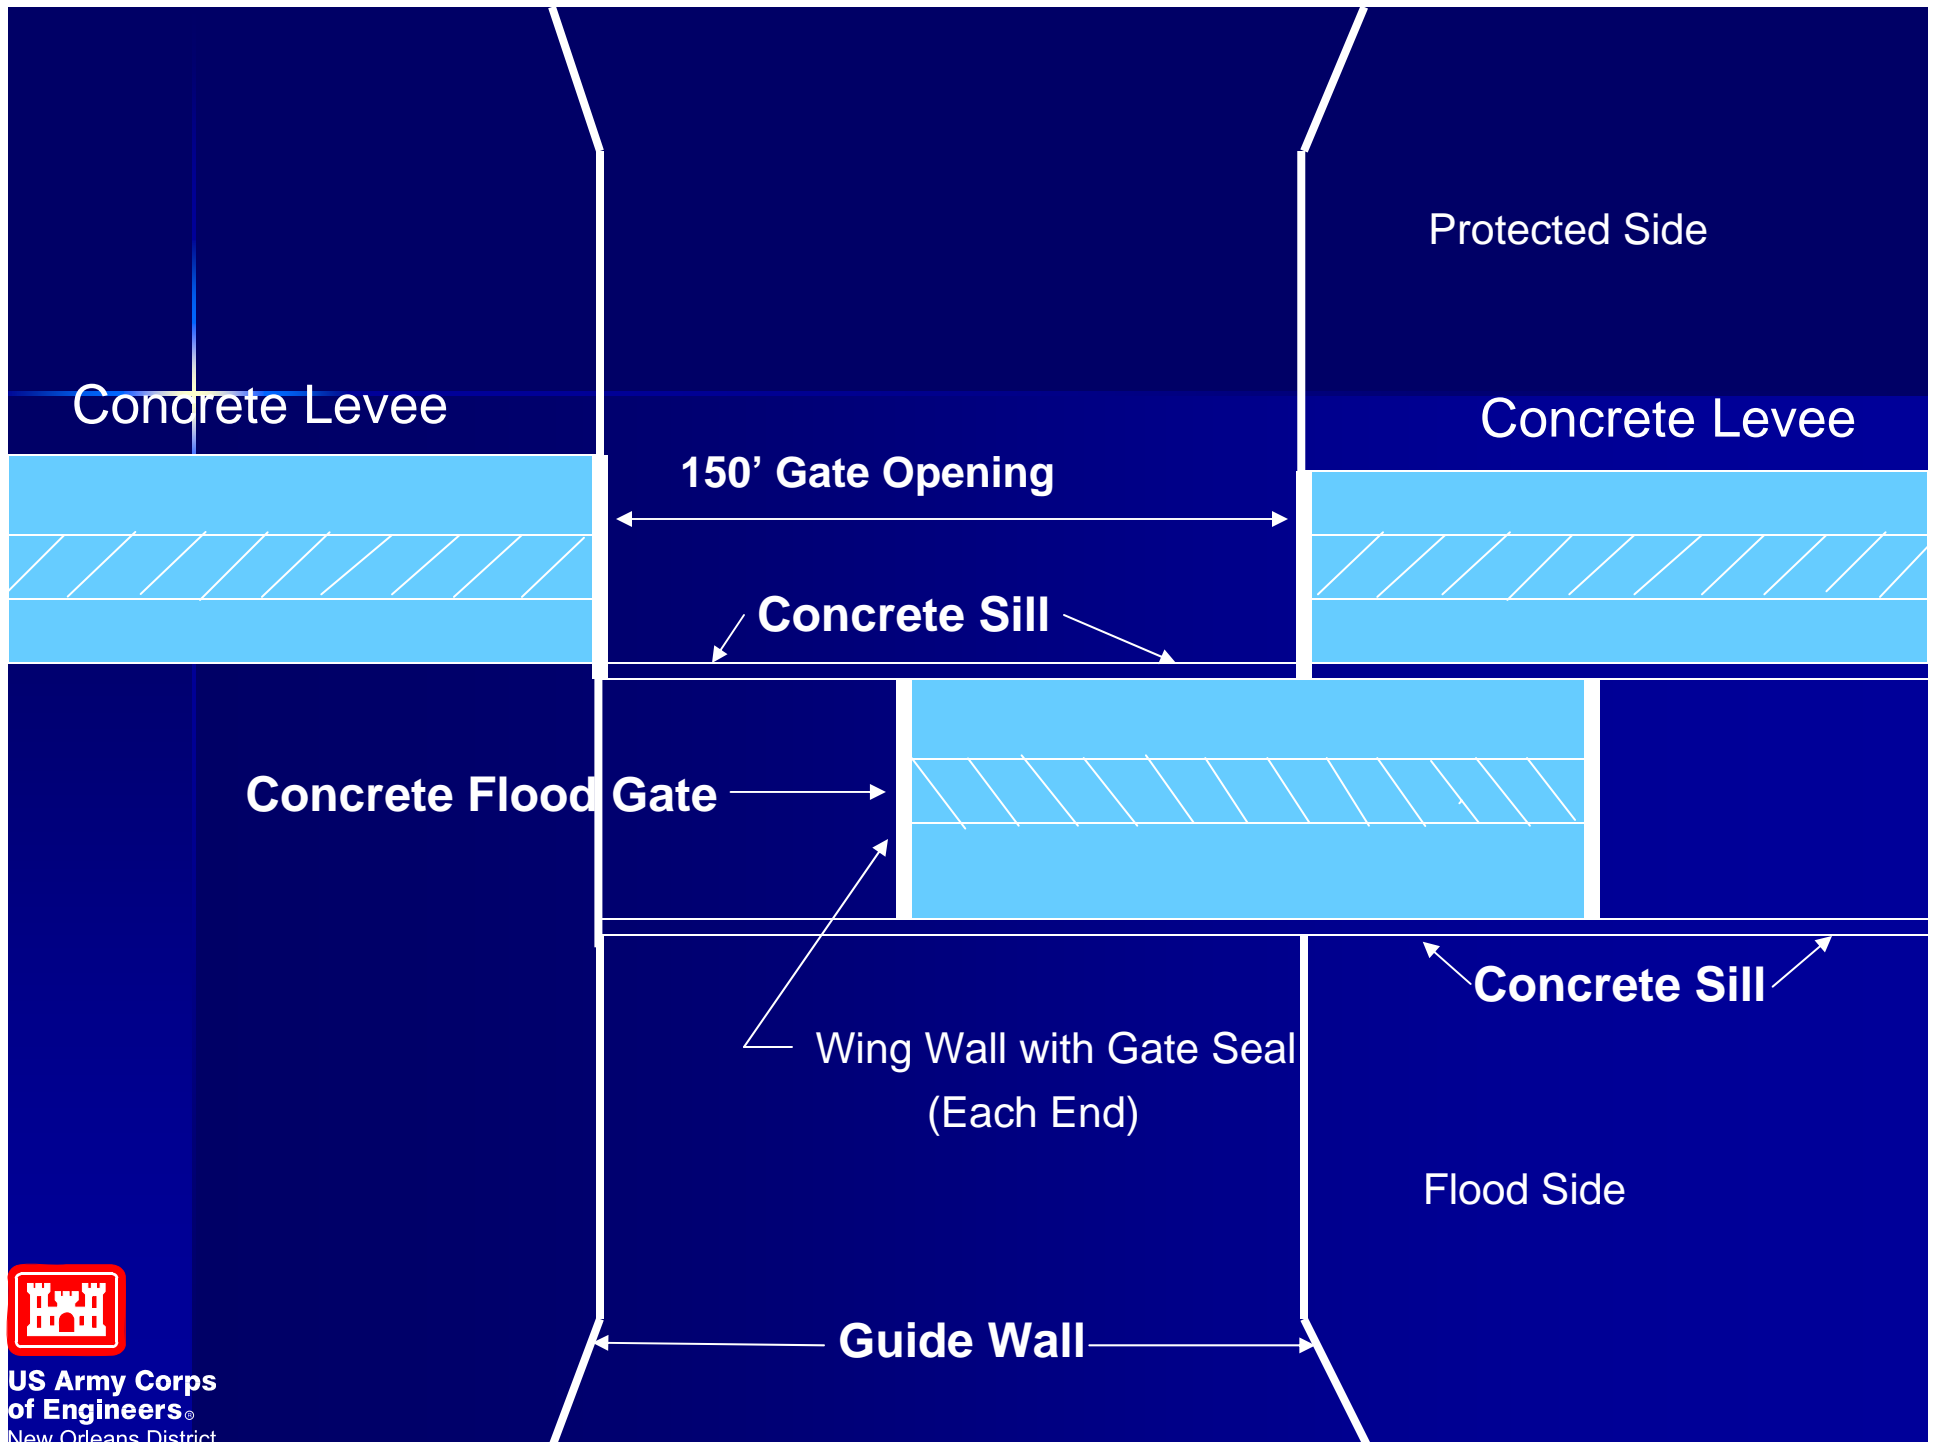 Protected Side
Concrete Levee
Concrete Levee
150’ Gate Opening
Concrete Sill
Concrete Flood Gate
Concrete Sill
Wing Wall with Gate Seal
(Each End)
Flood Side
Guide Wall
US Army Corps
of Engineers®
New Orleans District